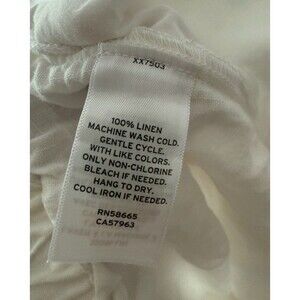 XX7503
100% LINEN
MACHINE WASH COLD.
GENTLE CYCLE.
WITH LIKE COLORS.
ONLY NON-CHLORINE
BLEACH IF NEEDED.
HANG TO DRY.
COOL IRON IF NEEDED.
RN58665
CA57963